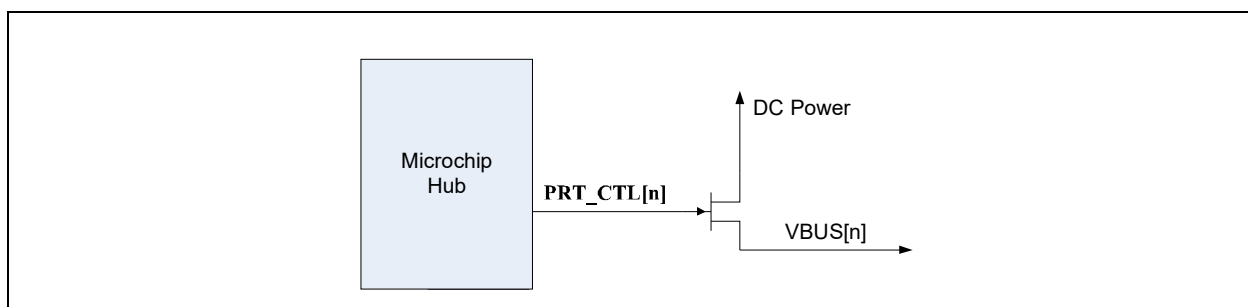 DC Power
Microchip
Hub
PRT_CTL[n]
VBUS[n]